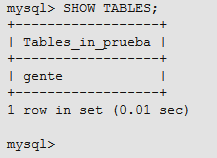 mysql> SHOW TABLES;
+------------------+
| Tables_in_prueba |
+------------------+
| gente            |
+------------------+
1 row in set (0.01 sec)
mysql>